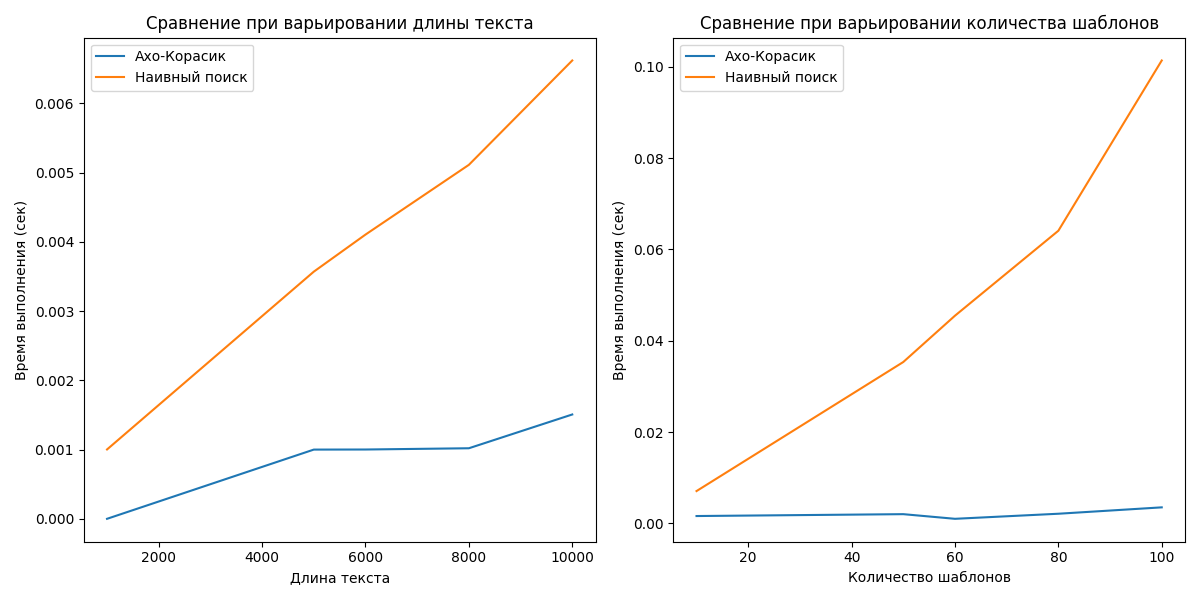 Сравнение при варьировании длины текста
Ахо-Корасик
Наивный поиск
Время выполнения (сек)
0.006
0.005
0.004
0.003
0.002
0.001
0.000
2000
4000
6000
8000
10000
Длина текста
Сравнение при варьировании количества шаблонов
Ахо-Корасик
Наивный поиск
Время выполнения (сек)
0.10
0.08
0.06
0.04
0.02
0.00
20
40
60
80
100
Количество шаблонов